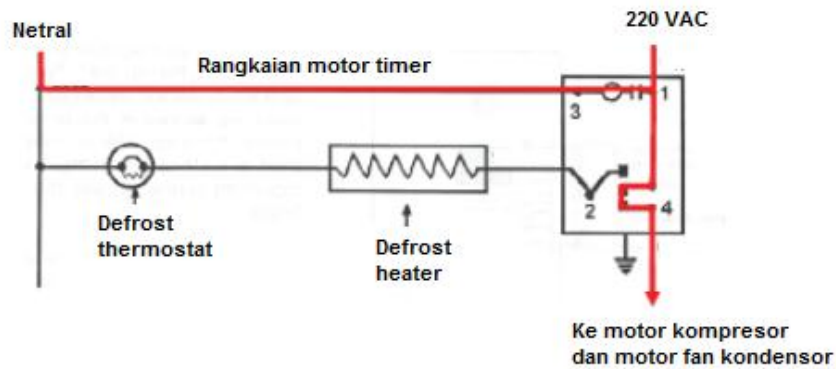 Netral
220 VAC
Rangkaian motor timer
3
1
2
4
Defrost
thermostat
Defrost
heater
Ke motor kompresor
dan motor fan kondensor